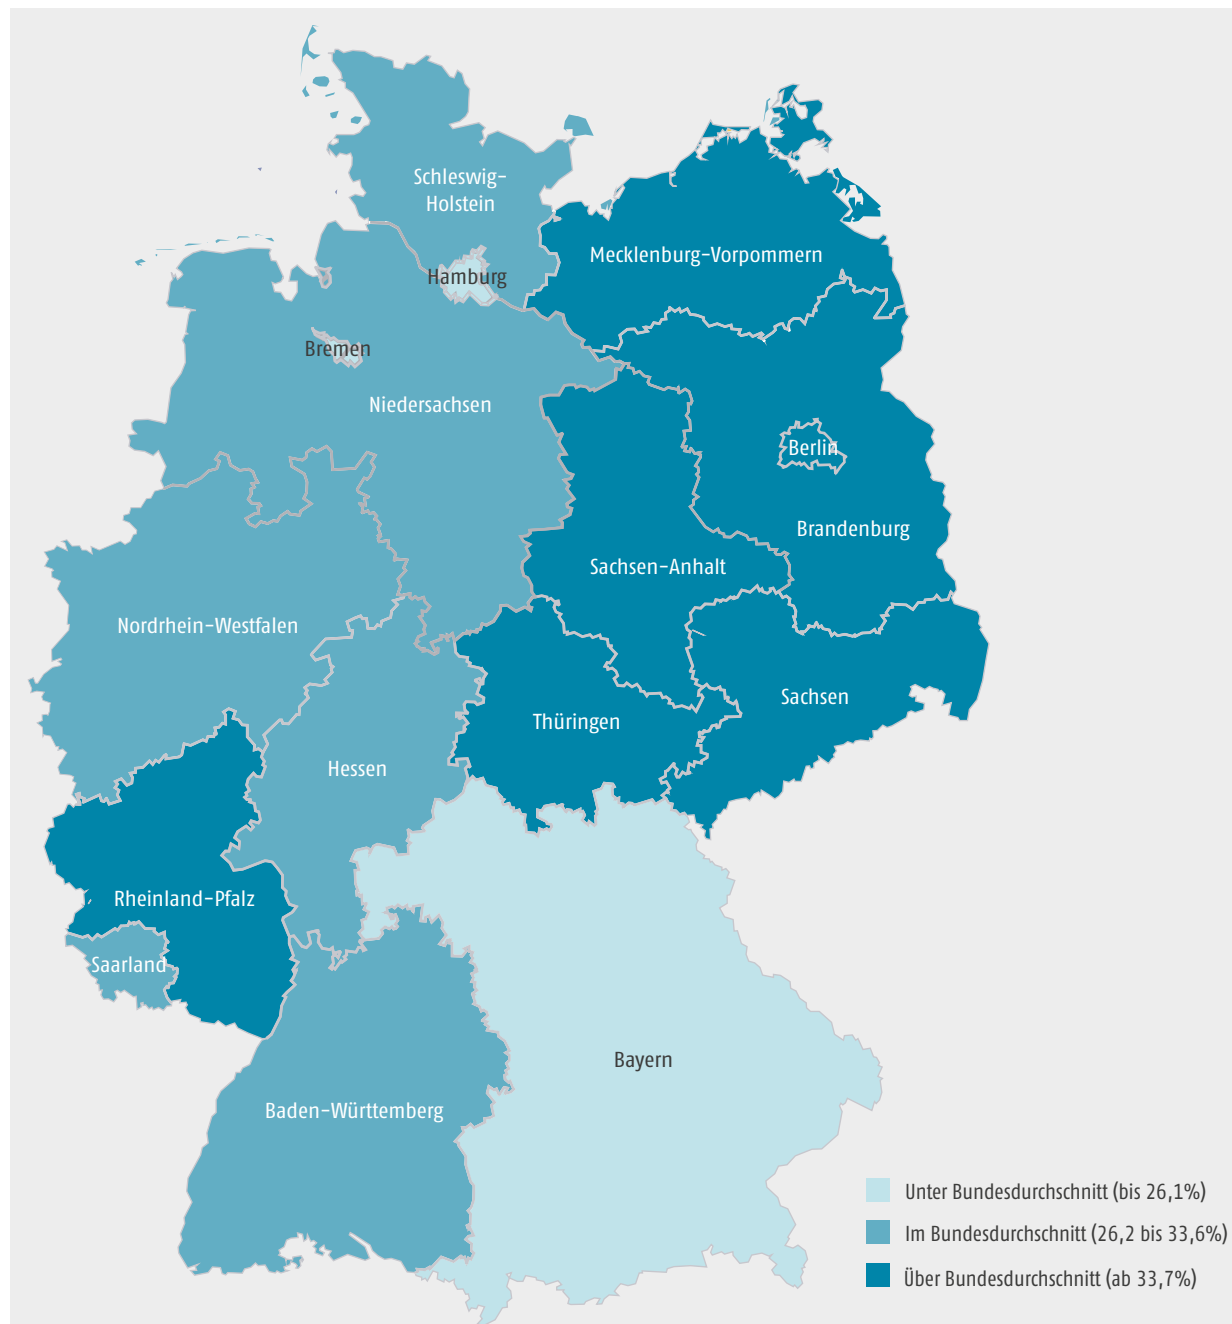 Schleswig-
Holstein
Mecklenburg-Vorpommern
Hamburg
Bremen
Niedersachsen
Berlin
Brandenburg
Sachsen-Anhalt
Nordrhein-Westfalen
Sachsen
Thüringen
Hessen
Rheinland-Pfalz
Saarland
Bayern
Baden-Württemberg
Unter Bundesdurchschnitt (bis 26,1%)
Im Bundesdurchschnitt (26,2 bis 33,6%)
Über Bundesdurchschnitt (ab 33,7%)